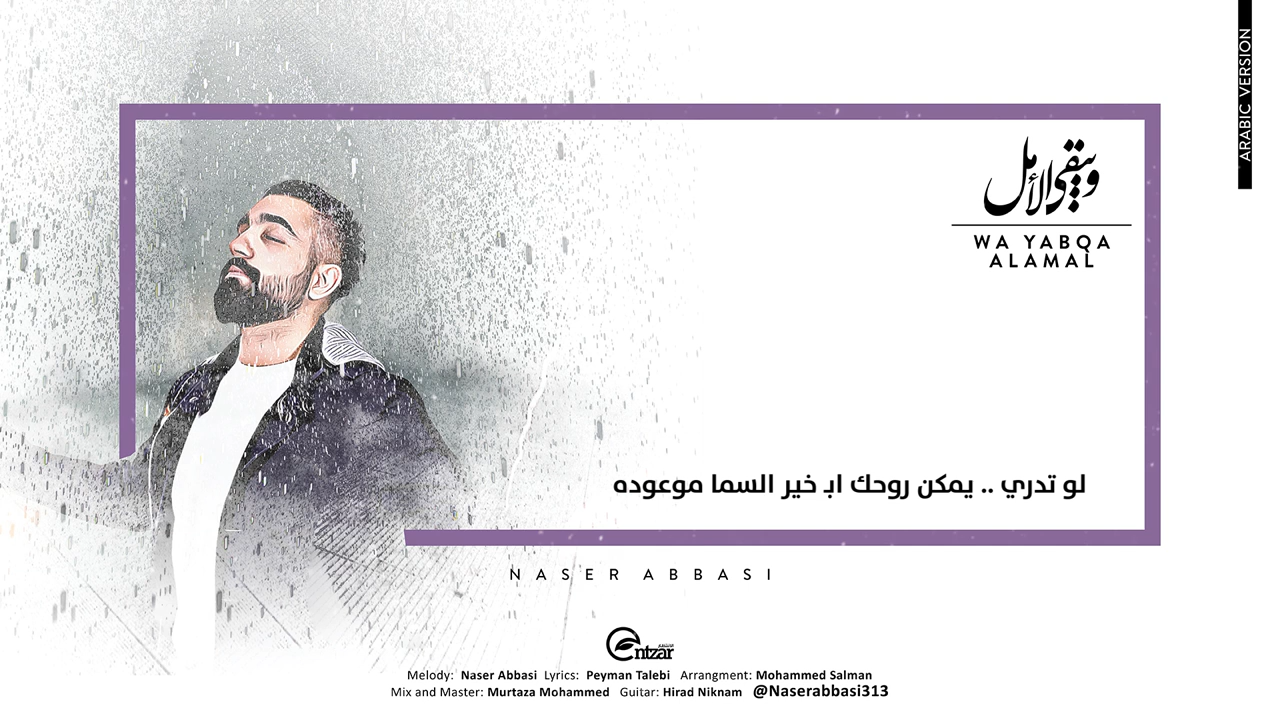 ARABIC VERSION
ويبقى الأمل
WA YABQA
ALAMAL
لو تدري .. يمكن روحك ابـ خير السما موعوده
NASER ABBASI
entzar
Melody: Naser Abbasi Lyrics: Peyman Talebi Arrangment: Mohammed Salman
Mix and Master: Murtaza Mohammed Guitar: Hirad Niknam @Naserabbasi313